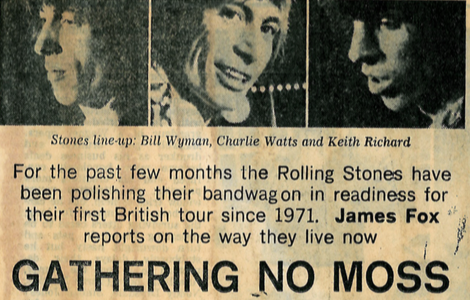 Stones line-up: Bill Wyman, Charlie Watts and Keith Richard
For the past few months the Rolling Stones have
been polishing their bandwagon in readiness for
their first British tour since 1971. James Fox
reports on the way they live now
GATHERING NO MOSS